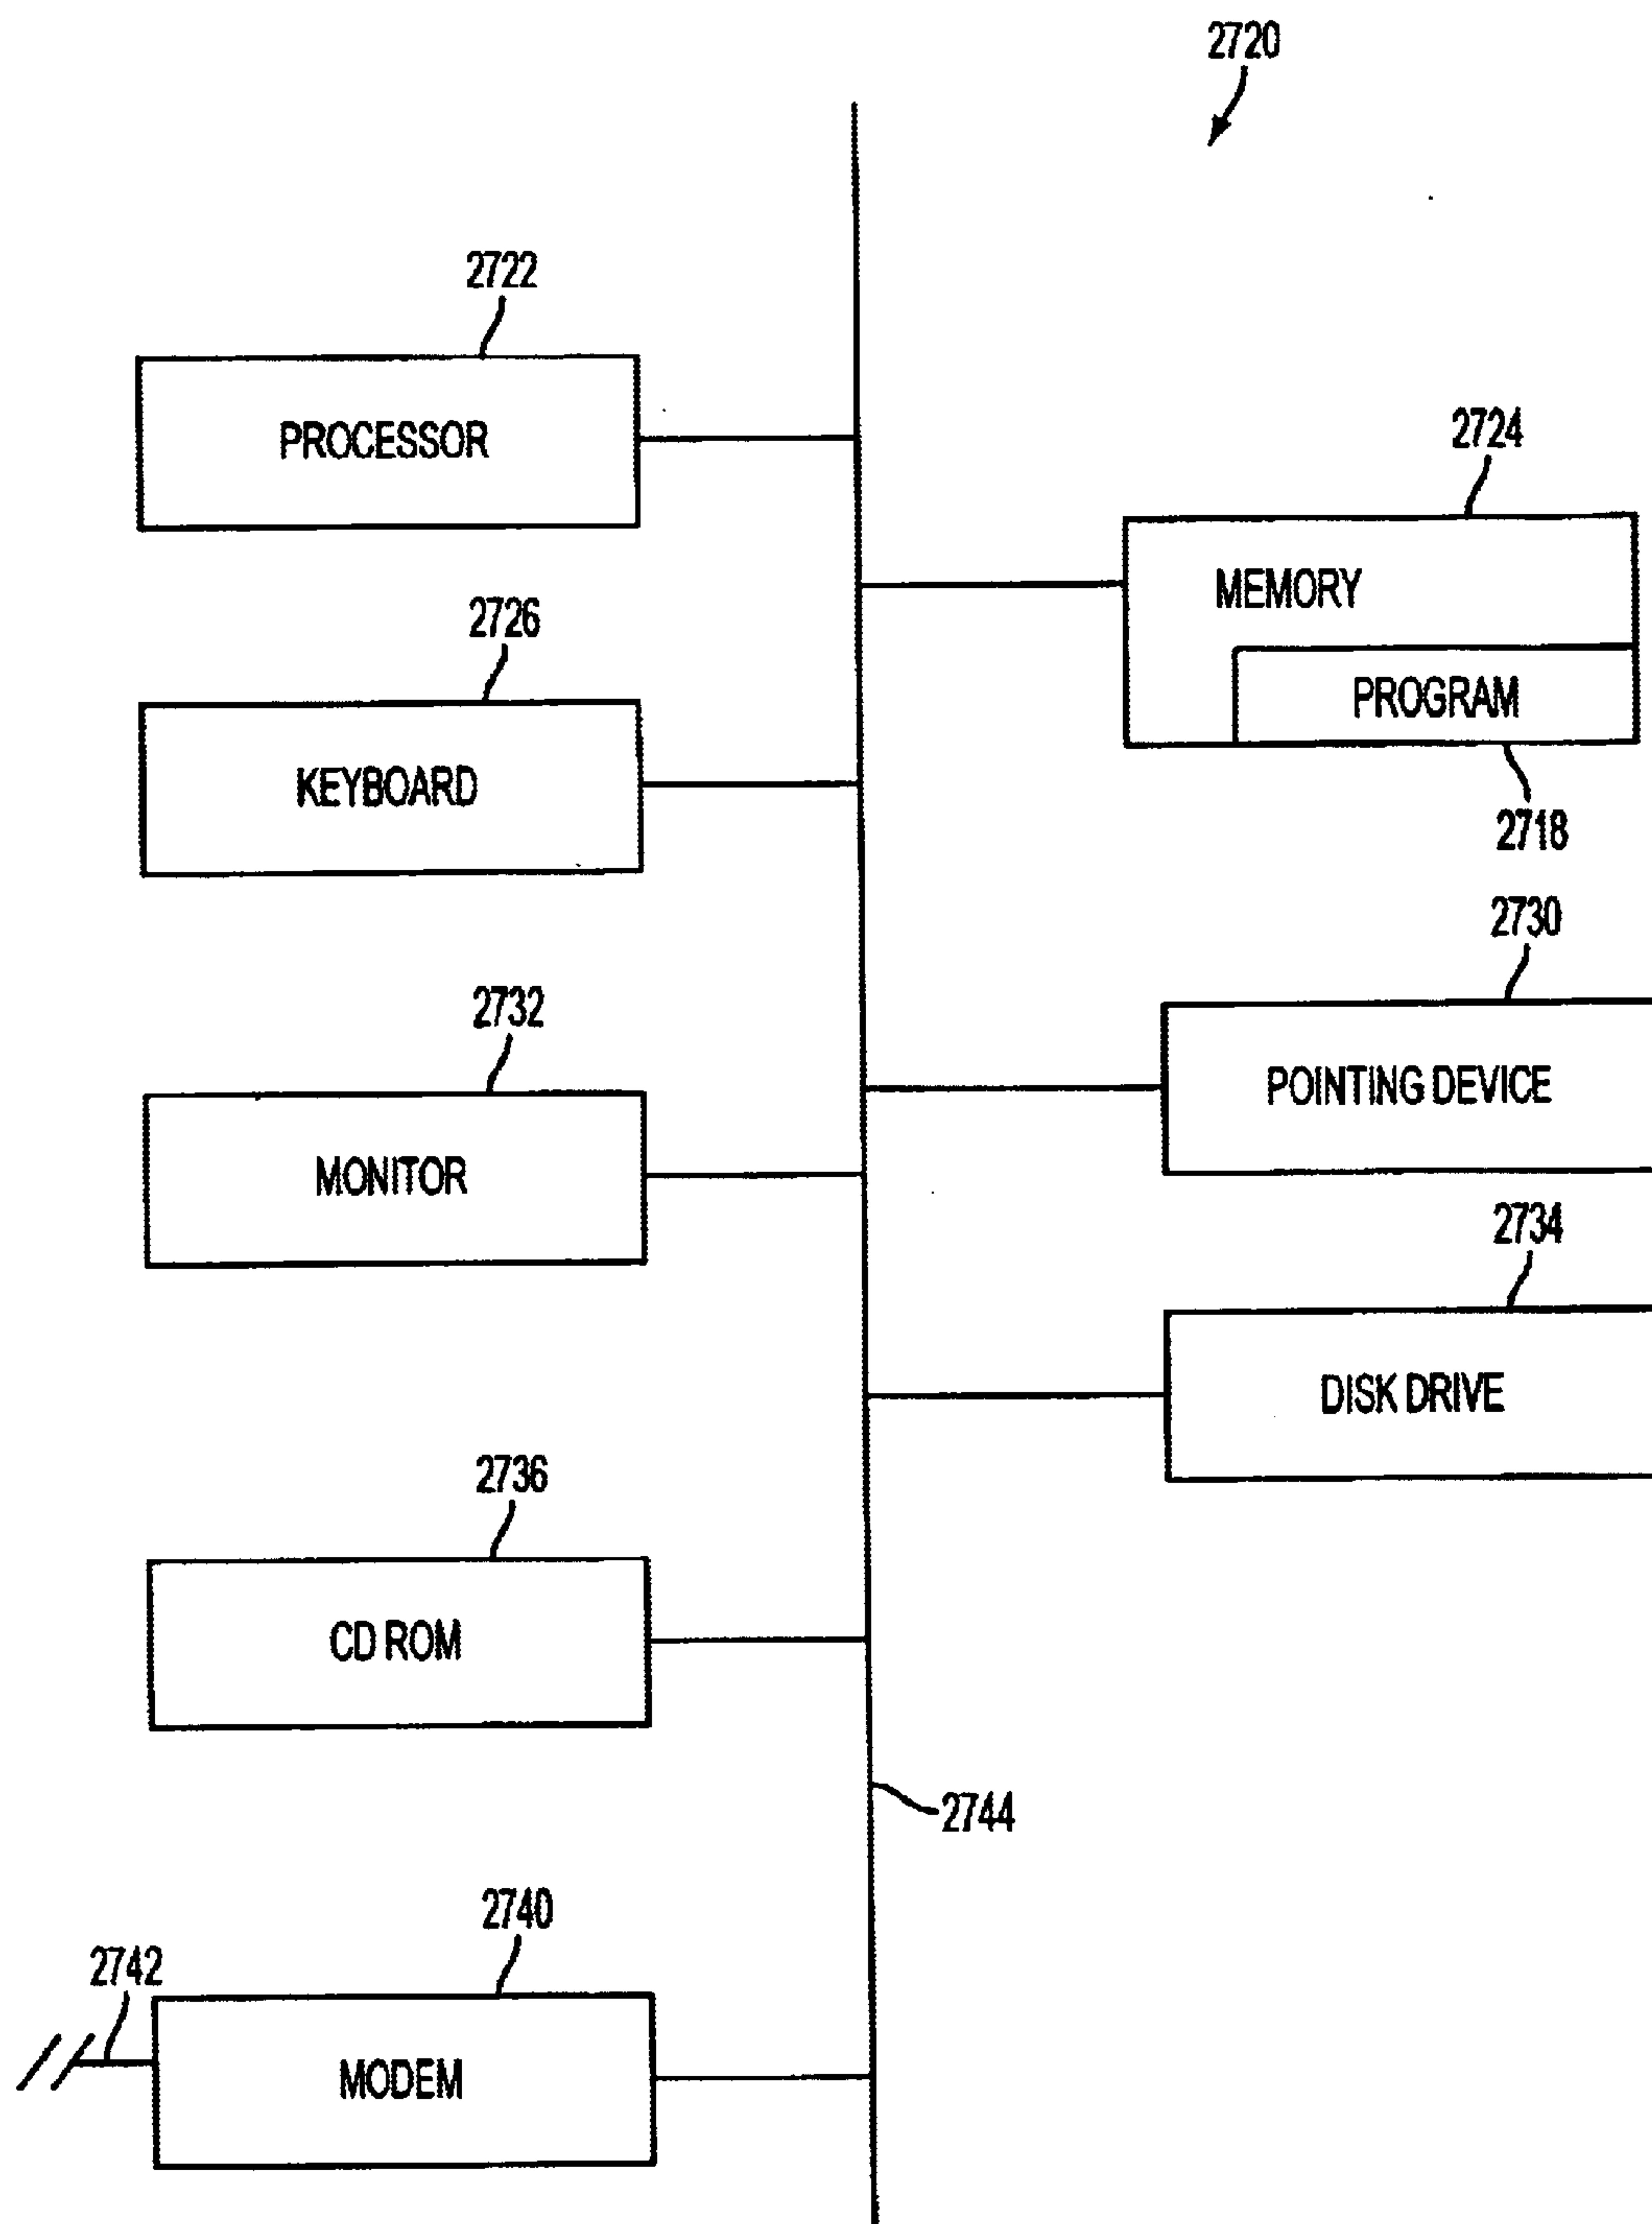 2720
2722
PROCESSOR
2724
MEMORY
PROGRAM
2718
2726
KEYBOARD
2730
POINTING DEVICE
2732
MONITOR
2734
DISK DRIVE
2736
CD ROM
2744
2740
2742
MODEM